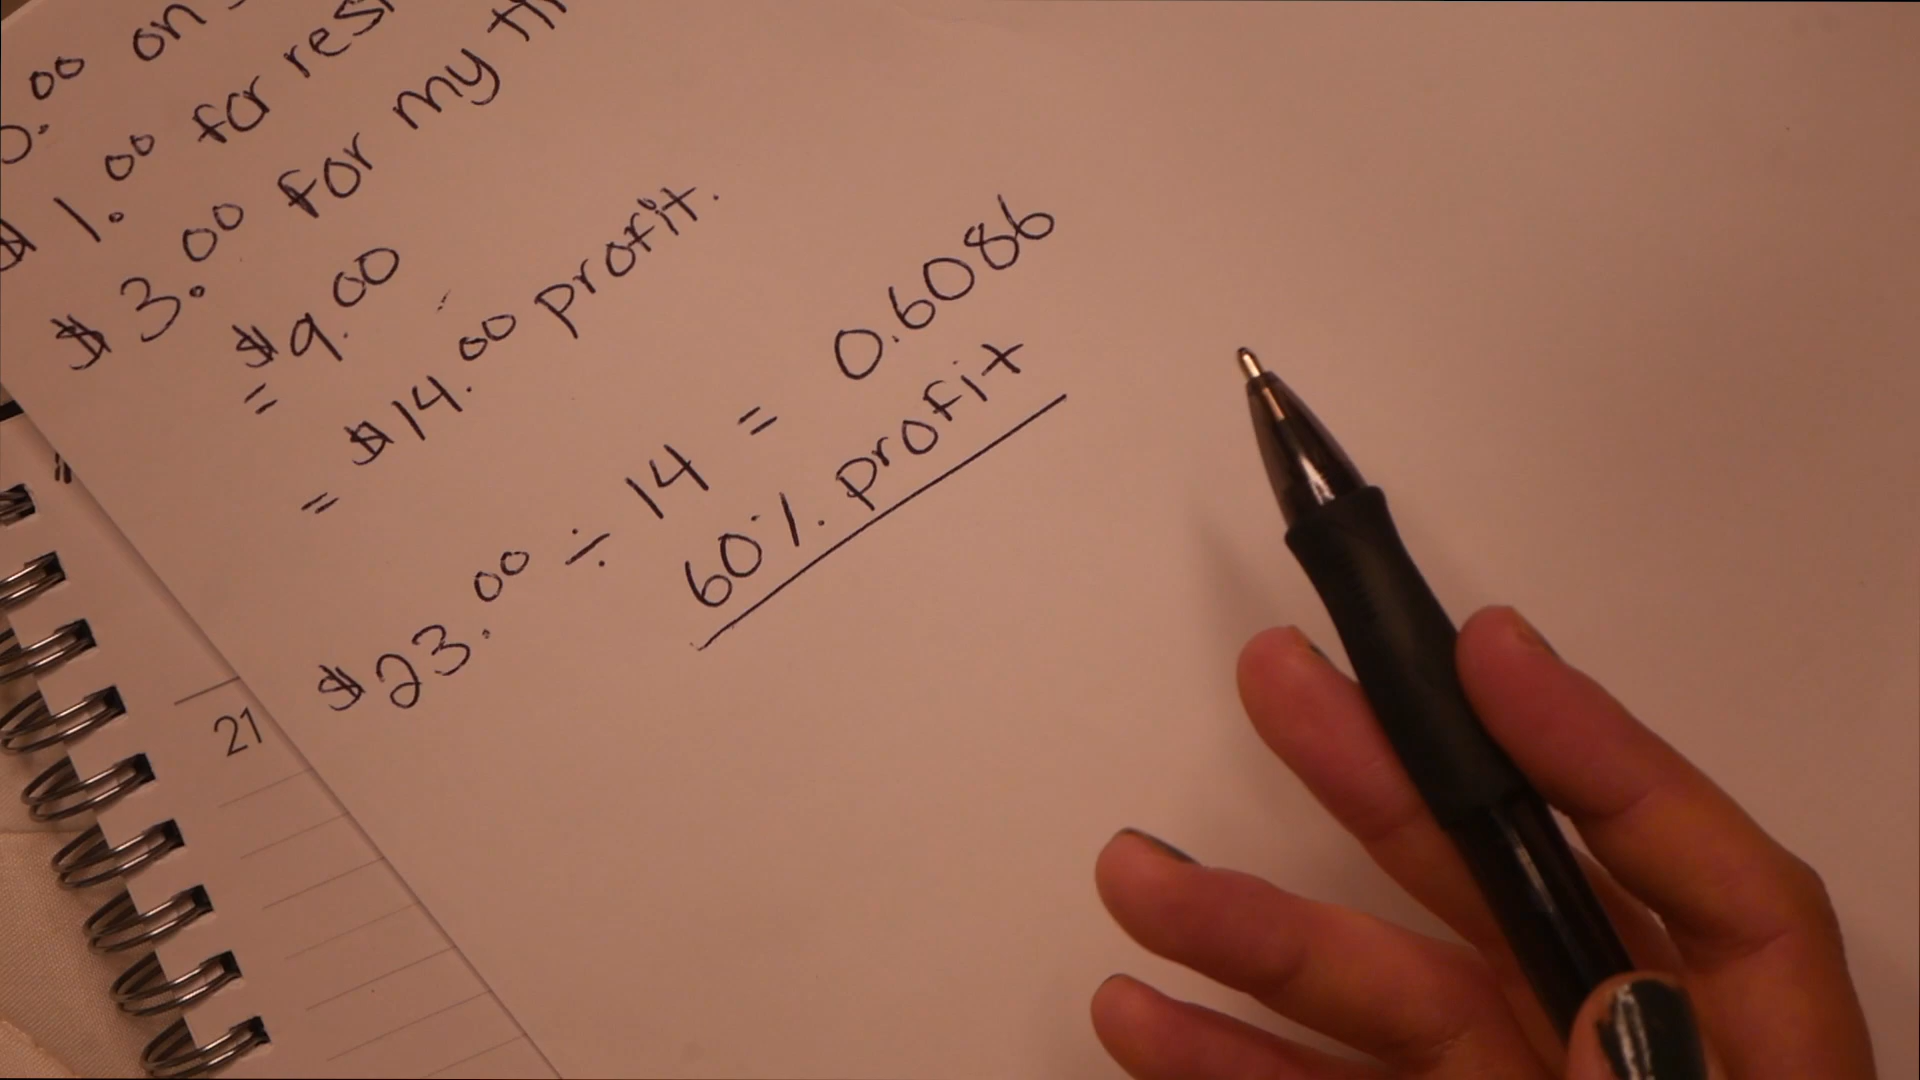 .00 on
$ 1.00 for
$ 3.00 for my
= $9.00
= $14.00 profit.
$23.00 ÷ 14 = 0.6086
60%. profit
21